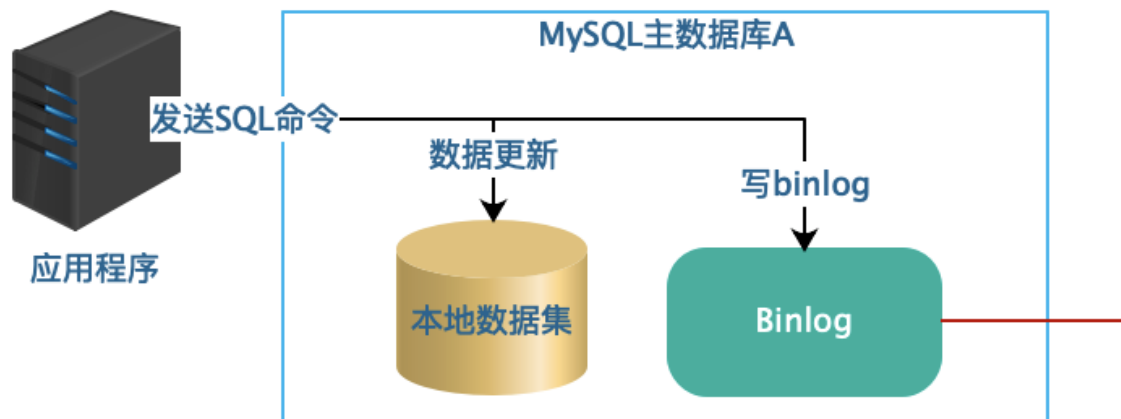 MySQL主数据库A
发送SQL命令
数据更新
写binlog
应用程序
本地数据集
Binlog